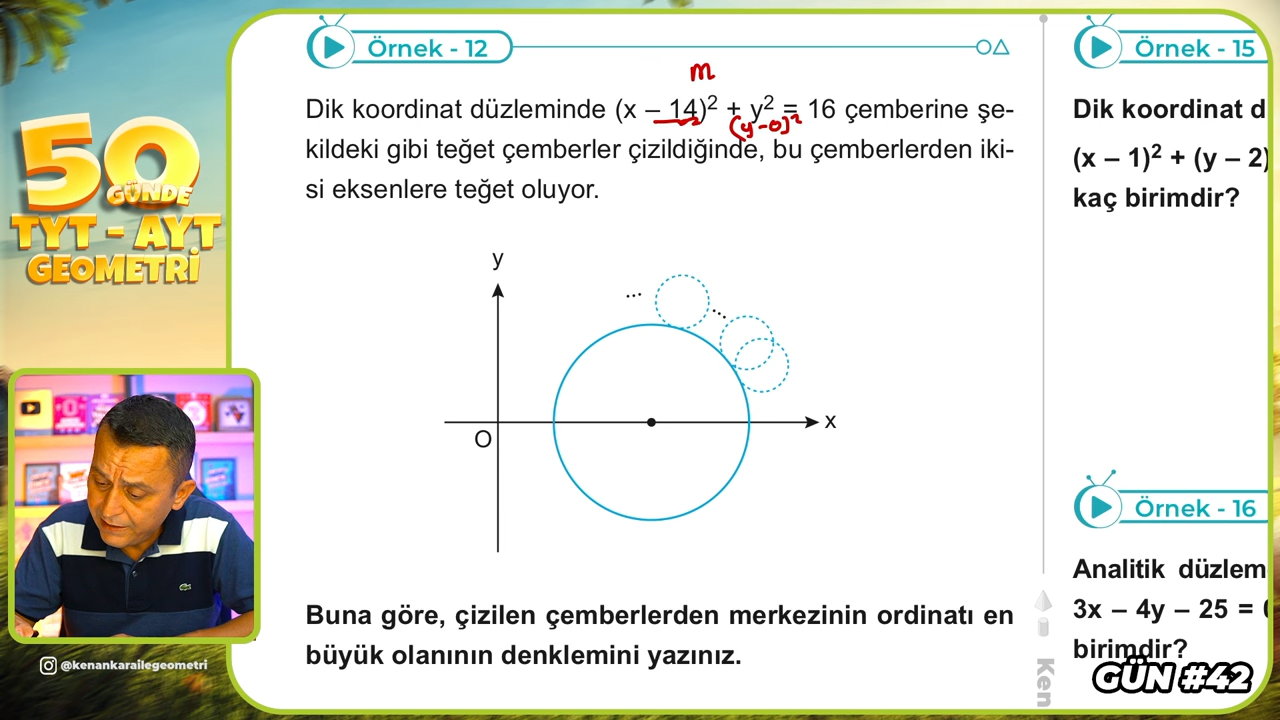 50
GÜNDE
TYT - AYT
GEOMETRİ
Örnek - 12
m
Dik koordinat düzleminde (x – 14)² + y² = 16 çemberine şe-
(y-0)²
kildeki gibi teğet çemberler çizildiğinde, bu çemberlerden iki-
si eksenlere teğet oluyor.
y
...
...
O
x
Buna göre, çizilen çemberlerden merkezinin ordinatı en
büyük olanının denklemini yazınız.
Örnek - 15
Dik koordinat d
(x – 1)² + (y – 2)
kaç birimdir?
Örnek - 16
Analitik düzlem
3x – 4y – 25 =
birimdir?
Ken
GÜN #42
@kenankarailegeometri